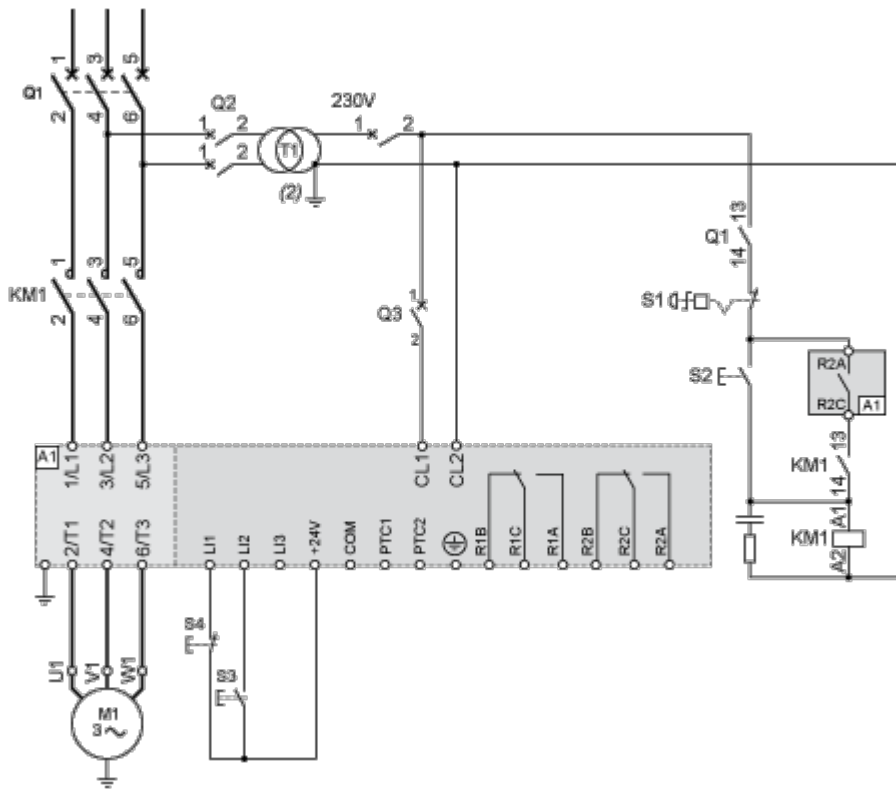 1 3 5
Q1
2 4 6
Q2
1 2
1 2
T1
(2)
230V
1 2
13
Q1
14
S1
1 3 5
KM1
2 4 6
1
Q3
2
S2
R2A
R2C A1
13
KM1
14
A1
KM1
A2
A1 1/L1 3/L2 5/L3 CL1 CL2
2/T1 4/T2 6/T3 LI1 LI2 LI3 +24V COM PTC1 PTC2 R1B R1C R1A R2B R2C R2A
S3
U1 V1 W1
M1
3